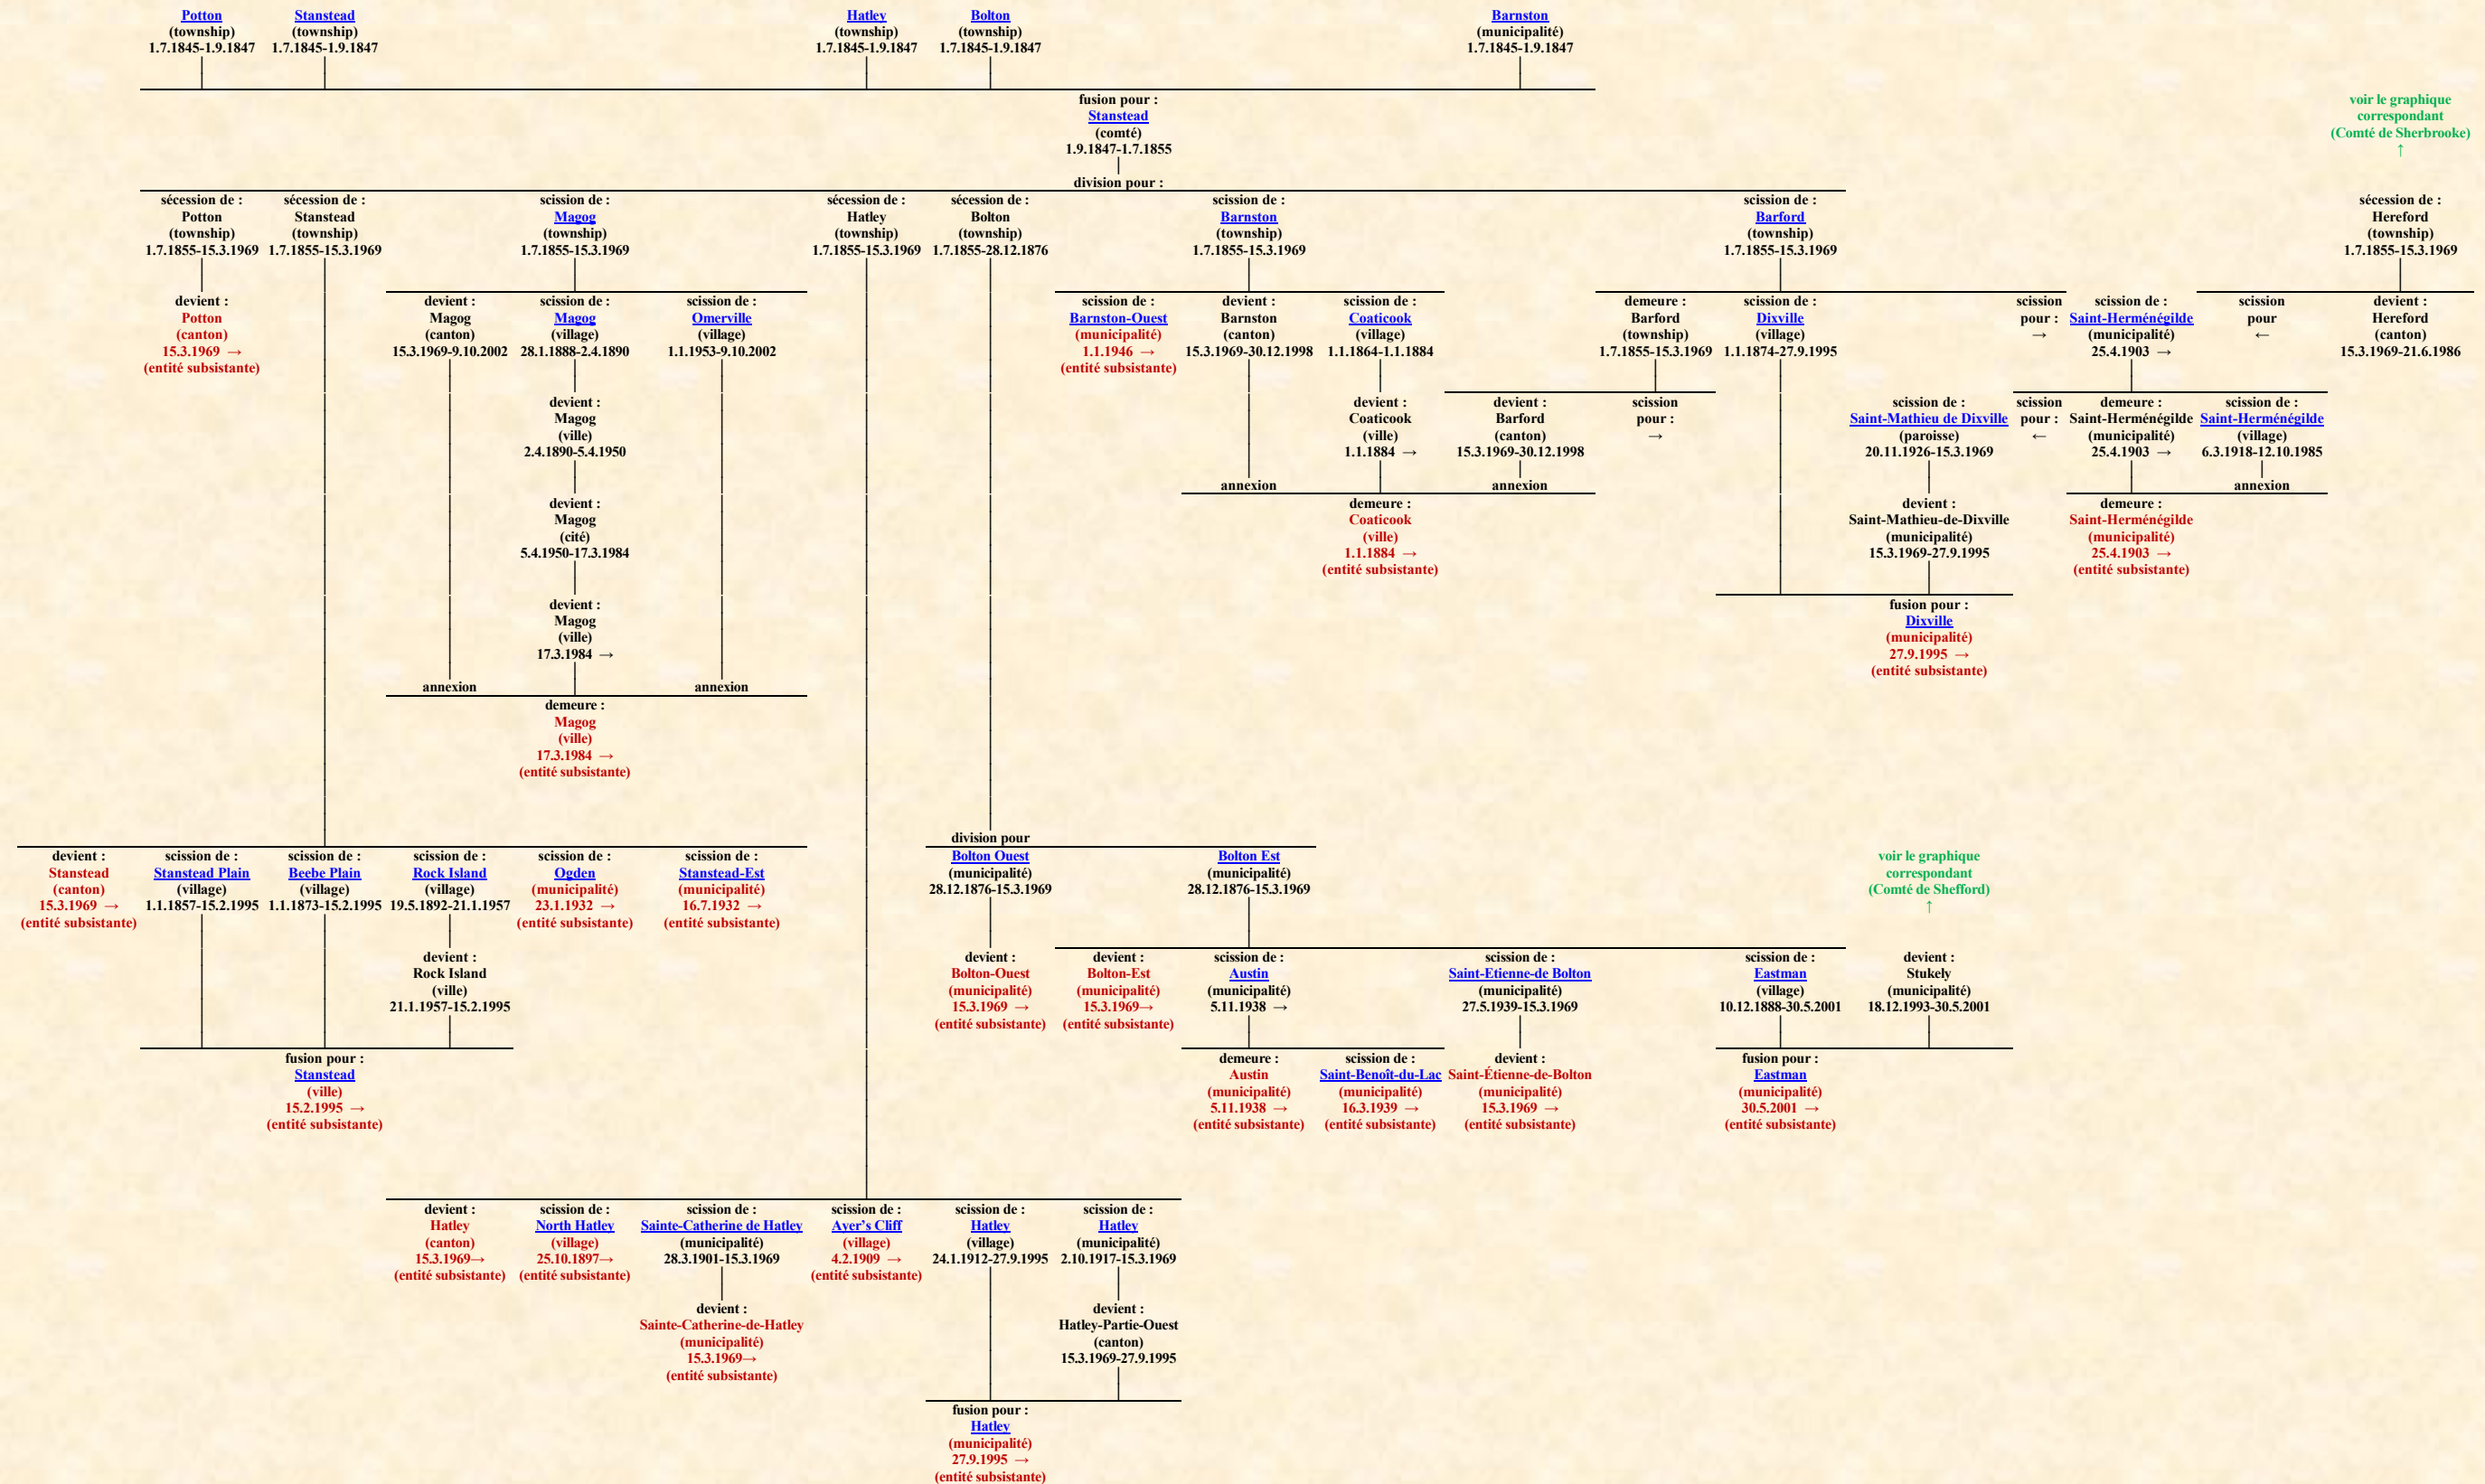 Potton
(township)
1.7.1845-1.9.1847
Stanstead
(township)
1.7.1845-1.9.1847
Hatley
(township)
1.7.1845-1.9.1847
Bolton
(township)
1.7.1845-1.9.1847
Barnston
(municipalité)
1.7.1845-1.9.1847
fusion pour :
Stanstead
(comté)
1.9.1847-1.7.1855
voir le graphique
correspondant
(Comté de Sherbrooke)
↑
division pour :
sécession de :
Potton
(township)
1.7.1855-15.3.1969
sécession de :
Stanstead
(township)
1.7.1855-15.3.1969
scission de :
Magog
(township)
1.7.1855-15.3.1969
sécession de :
Hatley
(township)
1.7.1855-15.3.1969
sécession de :
Bolton
(township)
1.7.1855-28.12.1876
scission de :
Barnston
(township)
1.7.1855-15.3.1969
scission de :
Barford
(township)
1.7.1855-15.3.1969
sécession de :
Hereford
(township)
1.7.1855-15.3.1969
devient :
Potton
(canton)
15.3.1969 →
(entité subsistante)
devient :
Magog
(canton)
15.3.1969-9.10.2002
scission de :
Magog
(village)
28.1.1888-2.4.1890
scission de :
Omerville
(village)
1.1.1953-9.10.2002
scission de :
Barnston-Ouest
(municipalité)
1.1.1946 →
(entité subsistante)
devient :
Barnston
(canton)
15.3.1969-30.12.1998
scission de :
Coaticook
(village)
1.1.1864-1.1.1884
demeure :
Barford
(township)
1.7.1855-15.3.1969
scission de :
Dixville
(village)
1.1.1874-27.9.1995
scission
pour :
→
scission de :
Saint-Herménégilde
(municipalité)
25.4.1903 →
scission
pour
←
devient :
Hereford
(canton)
15.3.1969-21.6.1986
devient :
Magog
(ville)
2.4.1890-5.4.1950
devient :
Coaticook
(ville)
1.1.1884 →
devient :
Barford
(canton)
15.3.1969-30.12.1998
scission
pour :
→
scission de :
Saint-Mathieu de Dixville
(paroisse)
20.11.1926-15.3.1969
scission
pour :
←
demeure :
Saint-Herménégilde
(municipalité)
25.4.1903 →
scission de :
Saint-Herménégilde
(village)
6.3.1918-12.10.1985
annexion
annexion
annexion
devient :
Magog
(cité)
5.4.1950-17.3.1984
demeure :
Coaticook
(ville)
1.1.1884 →
(entité subsistante)
devient :
Saint-Mathieu-de-Dixville
(municipalité)
15.3.1969-27.9.1995
demeure :
Saint-Herménégilde
(municipalité)
25.4.1903 →
(entité subsistante)
devient :
Magog
(ville)
17.3.1984 →
fusion pour :
Dixville
(municipalité)
27.9.1995 →
(entité subsistante)
annexion
annexion
demeure :
Magog
(ville)
17.3.1984 →
(entité subsistante)
division pour
devient :
Stanstead
(canton)
15.3.1969 →
(entité subsistante)
scission de :
Stanstead Plain
(village)
1.1.1857-15.2.1995
scission de :
Beebe Plain
(village)
1.1.1873-15.2.1995
scission de :
Rock Island
(village)
19.5.1892-21.1.1957
scission de :
Ogden
(municipalité)
23.1.1932 →
(entité subsistante)
scission de :
Stanstead-Est
(municipalité)
16.7.1932 →
(entité subsistante)
Bolton Ouest
(municipalité)
28.12.1876-15.3.1969
Bolton Est
(municipalité)
28.12.1876-15.3.1969
voir le graphique
correspondant
(Comté de Shefford)
↑
devient :
Rock Island
(ville)
21.1.1957-15.2.1995
devient :
Bolton-Ouest
(municipalité)
15.3.1969 →
(entité subsistante)
devient :
Bolton-Est
(municipalité)
15.3.1969→
(entité subsistante)
scission de :
Austin
(municipalité)
5.11.1938 →
scission de :
Saint-Etienne-de Bolton
(municipalité)
27.5.1939-15.3.1969
scission de :
Eastman
(village)
10.12.1888-30.5.2001
devient :
Stukely
(municipalité)
18.12.1993-30.5.2001
fusion pour :
Stanstead
(ville)
15.2.1995 →
(entité subsistante)
demeure :
Austin
(municipalité)
5.11.1938 →
(entité subsistante)
scission de :
Saint-Benoît-du-Lac
(municipalité)
16.3.1939 →
(entité subsistante)
devient :
Saint-Étienne-de-Bolton
(municipalité)
15.3.1969 →
(entité subsistante)
fusion pour :
Eastman
(municipalité)
30.5.2001 →
(entité subsistante)
devient :
Hatley
(canton)
15.3.1969→
(entité subsistante)
scission de :
North Hatley
(village)
25.10.1897→
(entité subsistante)
scission de :
Sainte-Catherine de Hatley
(municipalité)
28.3.1901-15.3.1969
scission de :
Ayer’s Cliff
(village)
4.2.1909 →
(entité subsistante)
scission de :
Hatley
(village)
24.1.1912-27.9.1995
scission de :
Hatley
(municipalité)
2.10.1917-15.3.1969
devient :
Sainte-Catherine-de-Hatley
(municipalité)
15.3.1969→
(entité subsistante)
devient :
Hatley-Partie-Ouest
(canton)
15.3.1969-27.9.1995
fusion pour :
Hatley
(municipalité)
27.9.1995 →
(entité subsistante)